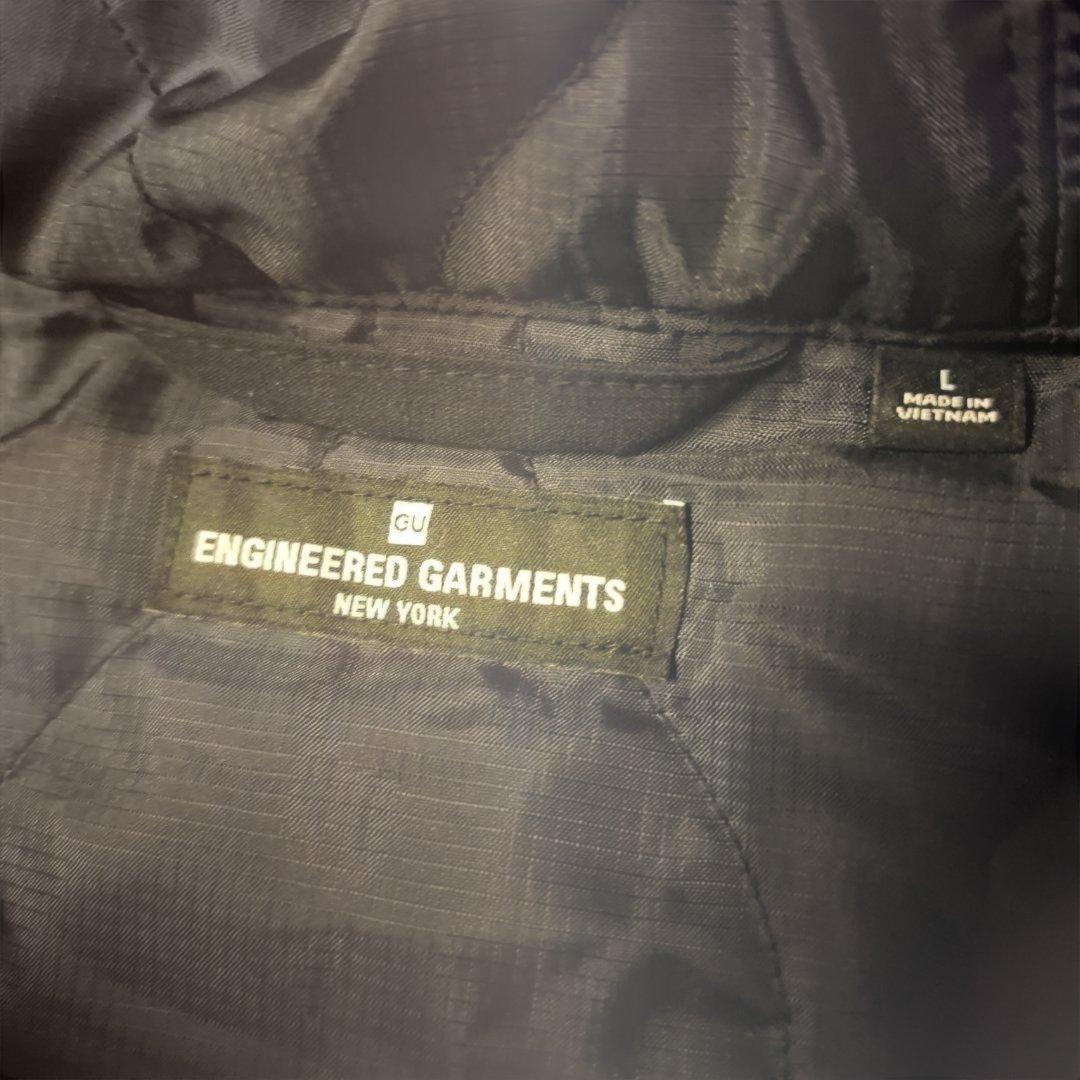 GU
ENGINEERED GARMENTS
NEW YORK
L
MADE IN
VIETNAM